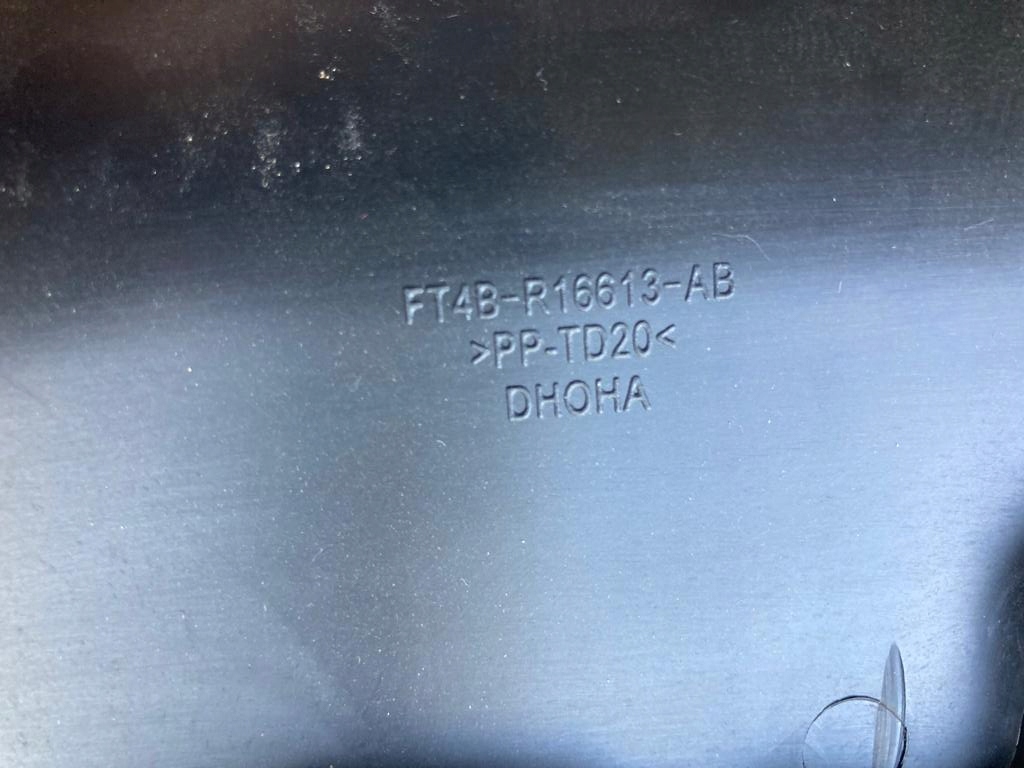 FT4B-R16613-AB
>PP-TD20<
DHOHA